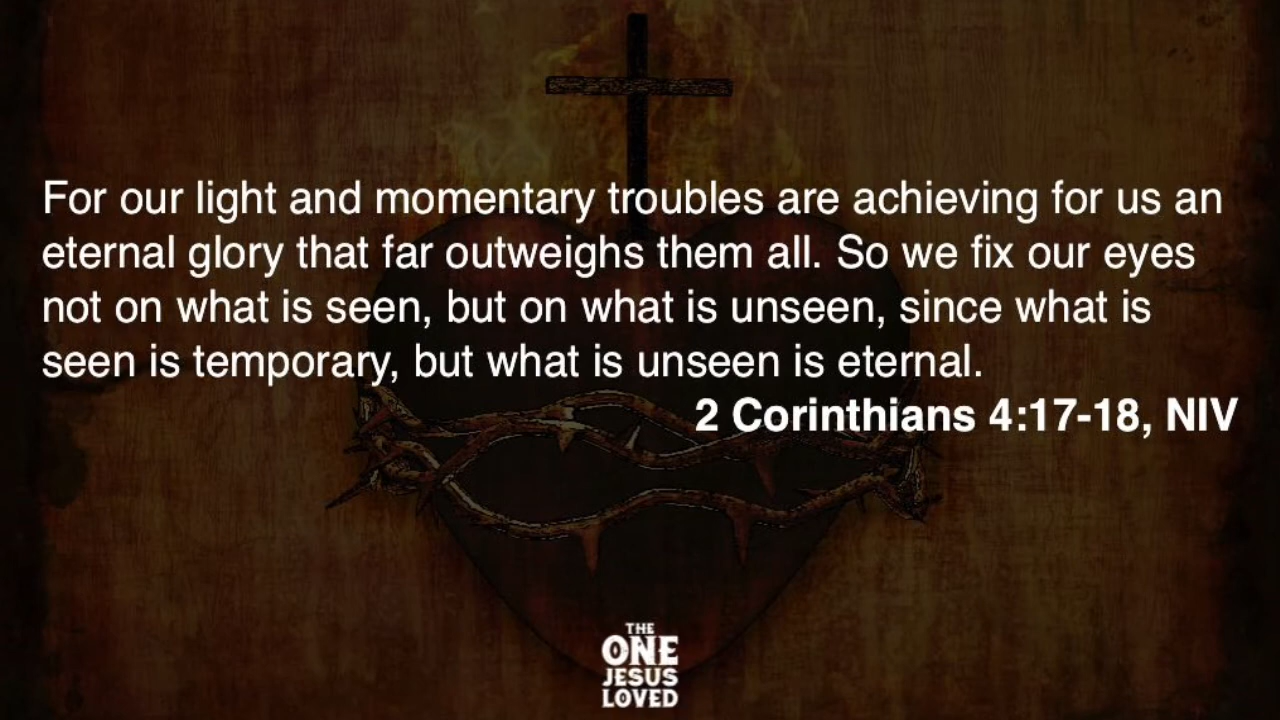 For our light and momentary troubles are achieving for us an
eternal glory that far outweighs them all. So we fix our eyes
not on what is seen, but on what is unseen, since what is
seen is temporary, but what is unseen is eternal.
2 Corinthians 4:17-18, NIV
THE
ONE
JESUS
LOVED